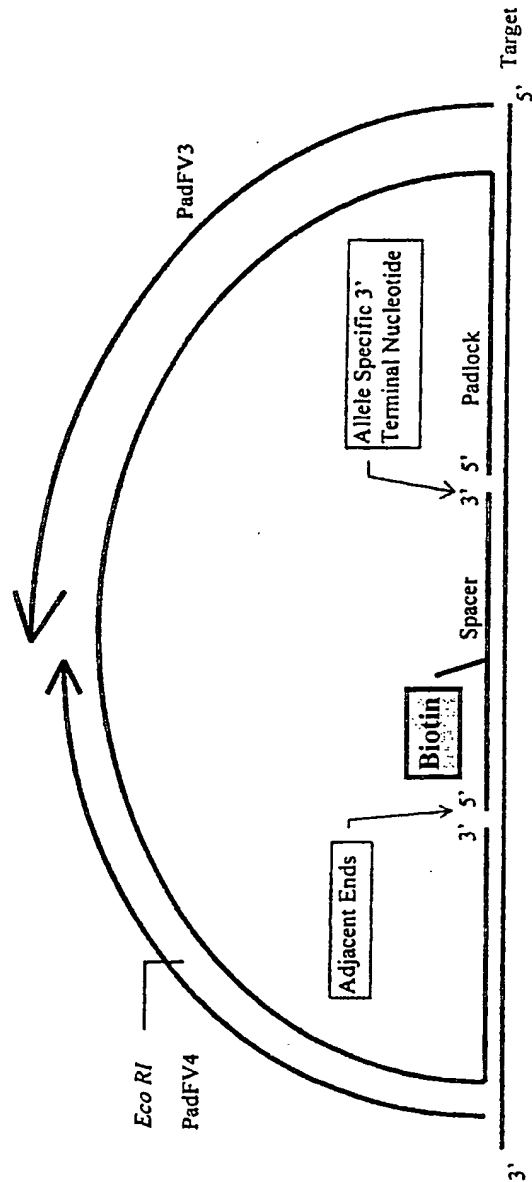 PadFV3
Eco RI
PadFV4
Allele Specific 3'
Terminal Nucleotide
Adjacent Ends
Biotin
3' 5'
Spacer
3' 5'
Padlock
3'
5'
Target